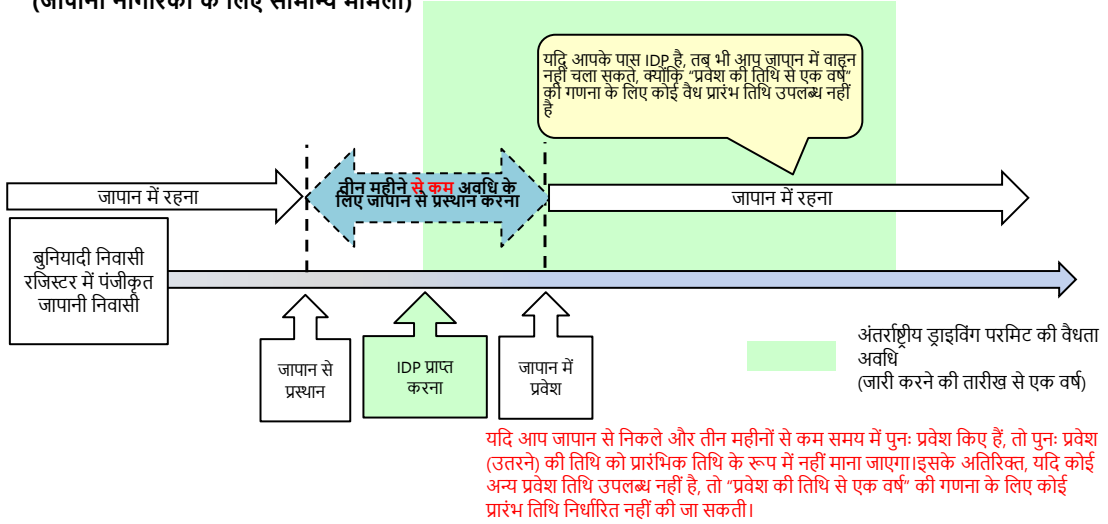 (जापानी नागरिकों के लिए सामान्य मामला)
यदि आपके पास IDP है, तब भी आप जापान में वाहन
नहीं चला सकते, क्योंकि “प्रवेश की तिथि से एक वर्ष”
की गणना के लिए कोई वैध प्रारंभ तिथि उपलब्ध नहीं
है
जापान में रहना
तीन महीने से कम अवधि के
लिए जापान से प्रस्थान करना
जापान में रहना
बुनियादी निवासी
रजिस्टर में पंजीकृत
जापानी निवासी
जापान से
प्रस्थान
IDP प्राप्त
करना
जापान में
प्रवेश
अंतर्राष्ट्रीय ड्राइविंग परमिट की वैधता
अवधि
(जारी करने की तारीख से एक वर्ष)
यदि आप जापान से निकले और तीन महीनों से कम समय में पुनः प्रवेश किए हैं, तो पुनः प्रवेश
(उतरने) की तिथि को प्रारंभिक तिथि के रूप में नहीं माना जाएगा।इसके अतिरिक्त, यदि कोई
अन्य प्रवेश तिथि उपलब्ध नहीं है, तो “प्रवेश की तिथि से एक वर्ष” की गणना के लिए कोई
प्रारंभ तिथि निर्धारित नहीं की जा सकती।